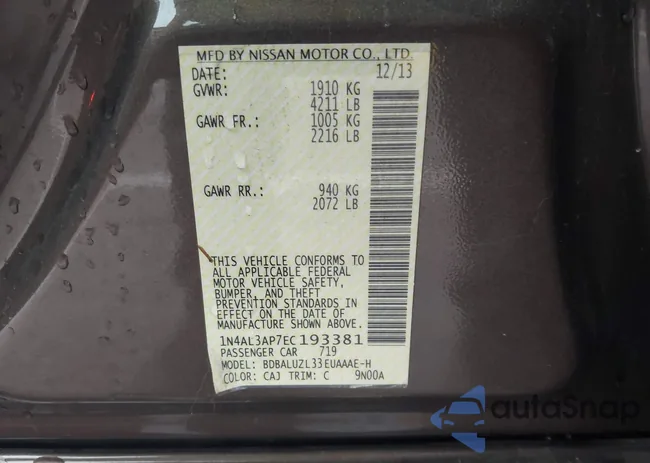 MFD BY NISSAN MOTOR CO., LTD.
DATE: 12/13
GVWR: 1910 KG
4211 LB
GAWR FR.: 1005 KG
2216 LB
GAWR RR.: 940 KG
2072 LB
THIS VEHICLE CONFORMS TO
ALL APPLICABLE FEDERAL
MOTOR VEHICLE SAFETY,
BUMPER, AND THEFT
PREVENTION STANDARDS IN
EFFECT ON THE DATE OF
MANUFACTURE SHOWN ABOVE.
1N4AL3AP7EC193381
PASSENGER CAR 719
MODEL: BDBALUZL33EUAAAE-H
COLOR: CAJ TRIM: C 9N00A
autoSnap